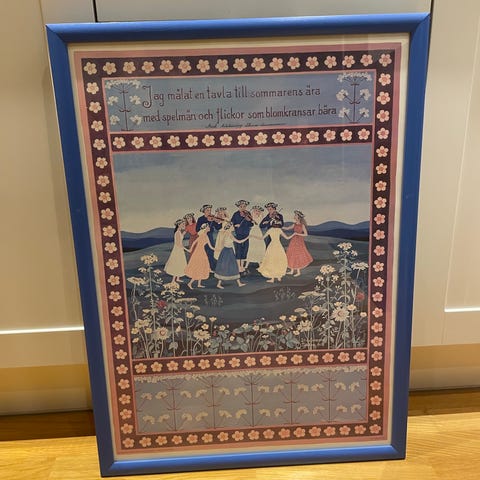 Jag målat en tavla till sommarens ära
med spelmän och flickor som blomkransar bära